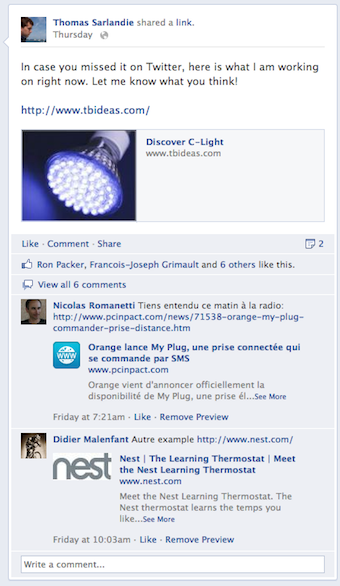 Thomas Sarlandie shared a link.
Thursday
In case you missed it on Twitter, here is what I am working
on right now. Let me know what you think!
http://www.tbideas.com/
Discover C-Light
www.tbideas.com
Like · Comment · Share
2
Ron Packer, Francois-Joseph Grimault and 6 others like this.
View all 6 comments
Nicolas Romanetti Tiens entendu ce matin à la radio:
http://www.pcinpact.com/news/71538-orange-my-plug-
commander-prise-distance.htm
WWW
Orange lance My Plug, une prise connectée qui
se commande par SMS
www.pcinpact.com
Orange vient d'annoncer officiellement la
disponibilité de My Plug, une prise él...See More
Friday at 7:21am · Like · Remove Preview
Didier Malenfant Autre example http://www.nest.com/
nest
Nest | The Learning Thermostat | Meet
the Nest Learning Thermostat
www.nest.com
Meet the Nest Learning Thermostat. The
Nest thermostat learns the temps you
like...See More
Friday at 10:03am · Like · Remove Preview
Write a comment...